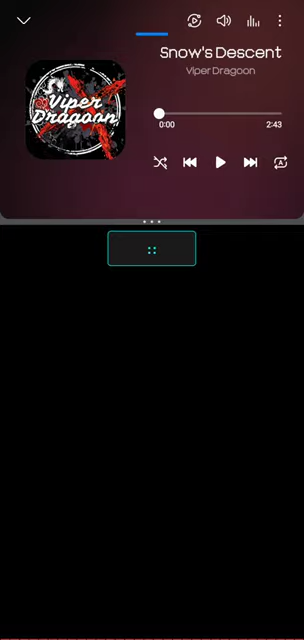 Snow's Descent
Viper Dragoon
Viper
Dragoon
0:00
2:43
A